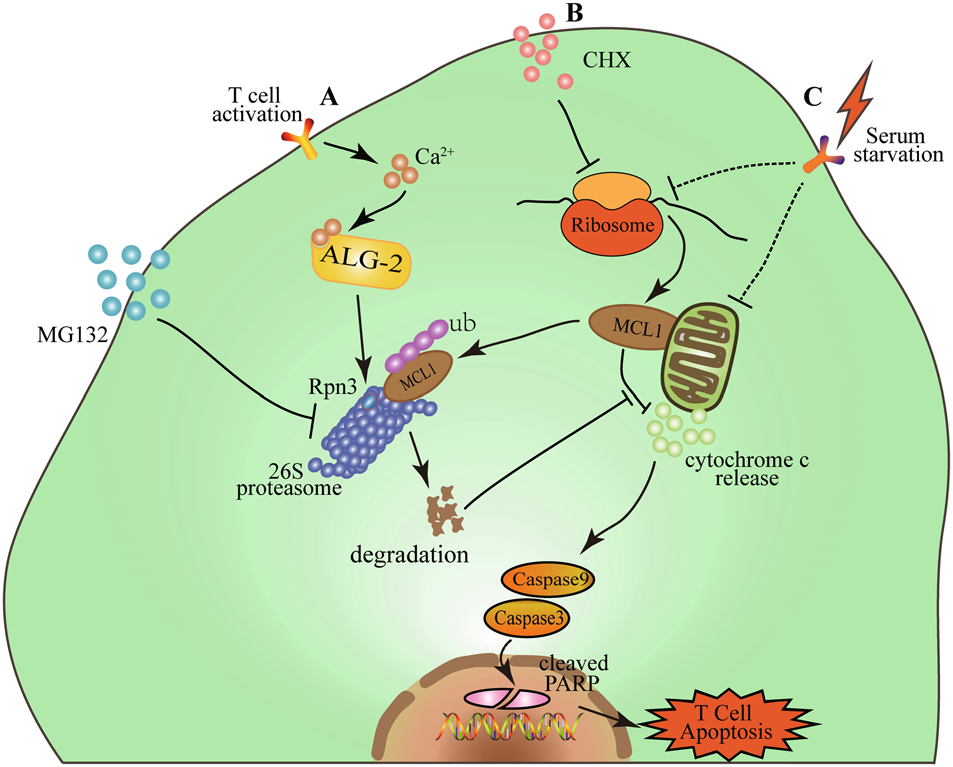 B
CHX
T cell
activation
A
C
Serum
starvation
Ca²⁺
Ribosome
ALG-2
MG132
MCL1
ub
MCL1
Rpn3
26S
proteasome
cytochrome c
release
degradation
Caspase9
Caspase3
cleaved
PARP
T Cell
Apoptosis